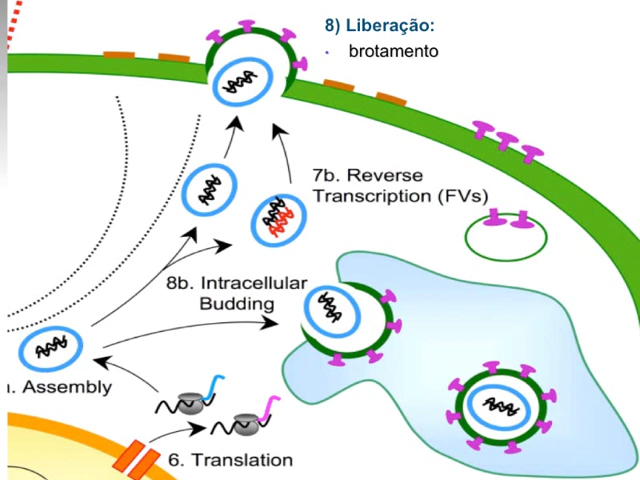 8) Liberação:
• brotamento
7b. Reverse
Transcription (FVs)
8b. Intracellular
Budding
. Assembly
6. Translation